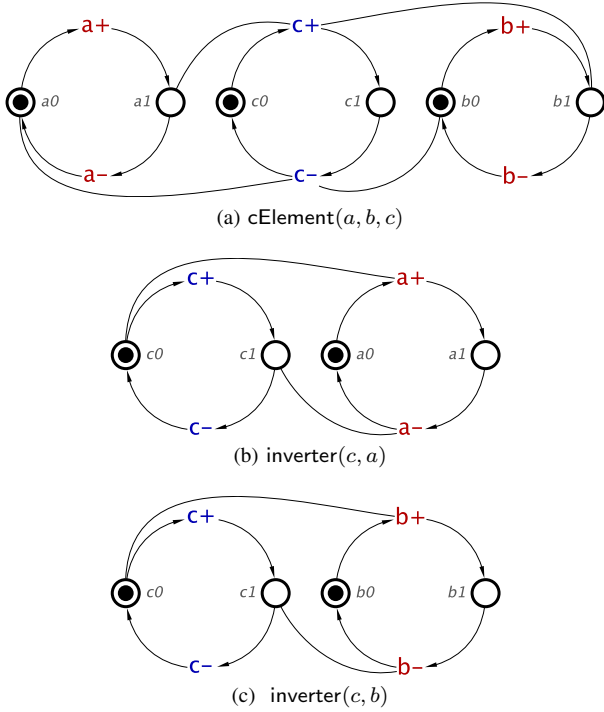 a+ c+ b+
a0 a1 c0 c1 b0 b1
a- c- b-
(a) cElement(a, b, c)
c+ a+
c0 c1 a0 a1
c- a-
(b) inverter(c, a)
c+ b+
c0 c1 b0 b1
c- b-
(c) inverter(c, b)